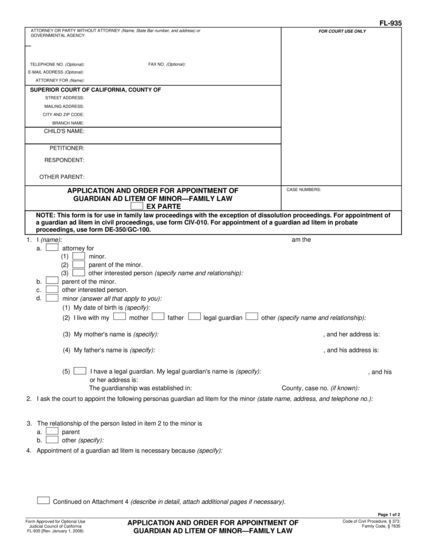 FL-935
ATTORNEY OR PARTY WITHOUT ATTORNEY (Name, State Bar number, and address) or
GOVERNMENTAL AGENCY
FOR COURT USE ONLY
TELEPHONE NO. (Optional): FAX NO. (Optional):
E-MAIL ADDRESS (Optional):
ATTORNEY FOR (Name):
SUPERIOR COURT OF CALIFORNIA, COUNTY OF
STREET ADDRESS:
MAILING ADDRESS:
CITY AND ZIP CODE:
BRANCH NAME:
CHILD'S NAME:
PETITIONER:
RESPONDENT:
OTHER PARENT:
APPLICATION AND ORDER FOR APPOINTMENT OF
GUARDIAN AD LITEM OF MINOR—FAMILY LAW
EX PARTE
CASE NUMBERS:
NOTE: This form is for use in family law proceedings with the exception of dissolution proceedings. For appointment of
a guardian ad litem in civil proceedings, use form CIV-010. For appointment of a guardian ad litem in probate
proceedings, use form DE-350/GC-100.
1. I (name): am the
a. attorney for
(1) minor.
(2) parent of the minor.
(3) other interested person (specify name and relationship):
b. parent of the minor.
c. other interested person.
d. minor (answer all that apply to you):
(1) My date of birth is (specify):
(2) I live with my mother father legal guardian other (specify name and relationship):
(3) My mother's name is (specify): , and her address is:
(4) My father's name is (specify): , and his address is:
(5) I have a legal guardian. My legal guardian's name is (specify): , and his
or her address is:
The guardianship was established in: County, case no. (if known):
2. I ask the court to appoint the following personas guardian ad litem for the minor (state name, address, and telephone no.):
3. The relationship of the person listed in item 2 to the minor is
a. parent
b. other (specify):
4. Appointment of a guardian ad litem is necessary because (specify):
Continued on Attachment 4 (describe in detail, attach additional pages if necessary).
Page 1 of 2
Form Approved for Optional Use
Judicial Council of California
FL-935 [Rev. January 1, 2008]
APPLICATION AND ORDER FOR APPOINTMENT OF
GUARDIAN AD LITEM OF MINOR—FAMILY LAW
Code of Civil Procedure, § 373;
Family Code, § 7635